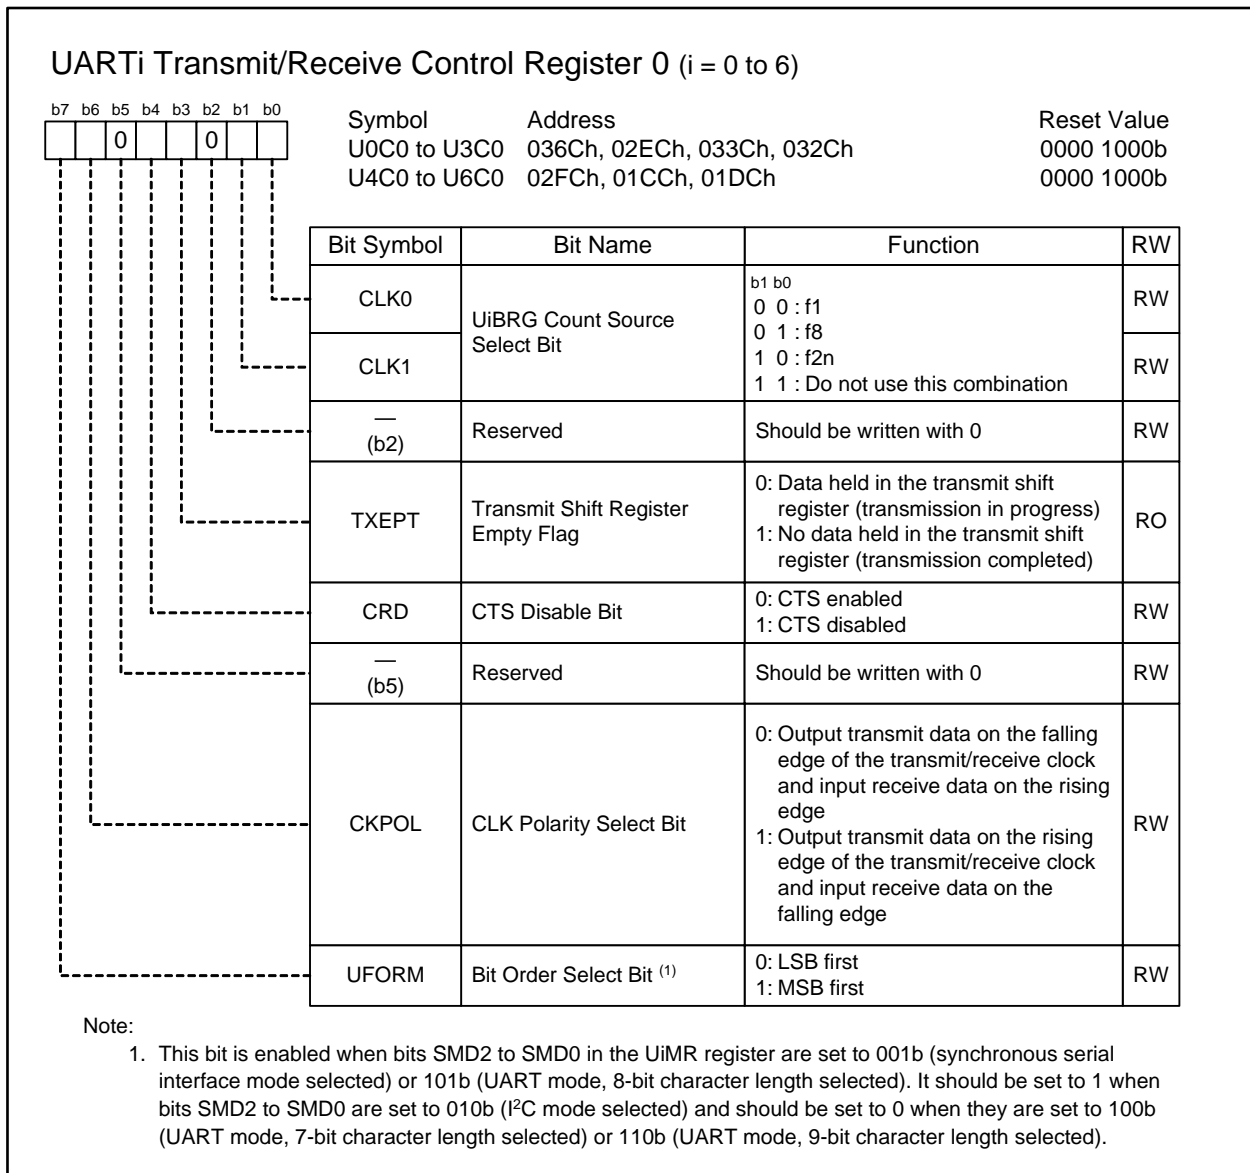 UARTi Transmit/Receive Control Register 0 (i = 0 to 6)
b7 b6 b5 b4 b3 b2 b1 b0
0 0
Symbol Address Reset Value
U0C0 to U3C0 036Ch, 02ECh, 033Ch, 032Ch 0000 1000b
U4C0 to U6C0 02FCh, 01CCh, 01DCh 0000 1000b
Bit Symbol Bit Name Function RW
CLK0
CLK1
UiBRG Count Source
Select Bit
b1 b0
0 0 : f1
0 1 : f8
1 0 : f2n
1 1 : Do not use this combination
RW
RW
—
(b2)
Reserved
Should be written with 0
RW
TXEPT
Transmit Shift Register
Empty Flag
0: Data held in the transmit shift
register (transmission in progress)
1: No data held in the transmit shift
register (transmission completed)
RO
CRD
CTS Disable Bit
0: CTS enabled
1: CTS disabled
RW
—
(b5)
Reserved
Should be written with 0
RW
CKPOL
CLK Polarity Select Bit
0: Output transmit data on the falling
edge of the transmit/receive clock
and input receive data on the rising
edge
1: Output transmit data on the rising
edge of the transmit/receive clock
and input receive data on the
falling edge
RW
UFORM
Bit Order Select Bit (1)
0: LSB first
1: MSB first
RW
Note:
1. This bit is enabled when bits SMD2 to SMD0 in the UiMR register are set to 001b (synchronous serial
interface mode selected) or 101b (UART mode, 8-bit character length selected). It should be set to 1 when
bits SMD2 to SMD0 are set to 010b (I²C mode selected) and should be set to 0 when they are set to 100b
(UART mode, 7-bit character length selected) or 110b (UART mode, 9-bit character length selected).